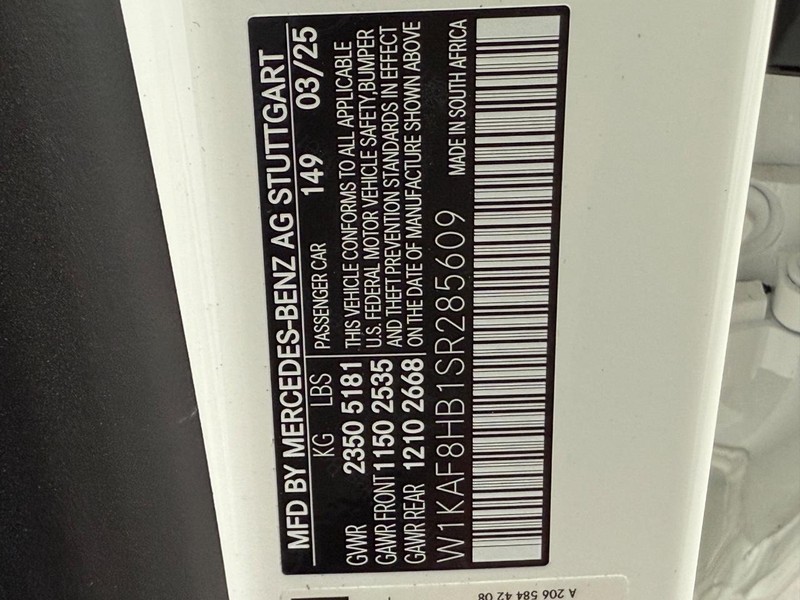 MFD BY MERCEDES-BENZ AG STUTTGART
KG LBS PASSENGER CAR 149 03/25
GVWR 2350 5181
GAWR FRONT 1150 2535
GAWR REAR 1210 2668
THIS VEHICLE CONFORMS TO ALL APPLICABLE
U.S. FEDERAL MOTOR VEHICLE SAFETY,BUMPER
AND THEFT PREVENTION STANDARDS IN EFFECT
ON THE DATE OF MANUFACTURE SHOWN ABOVE
W1KAF8HB1SR285609 MADE IN SOUTH AFRICA
A 206 584 42 08